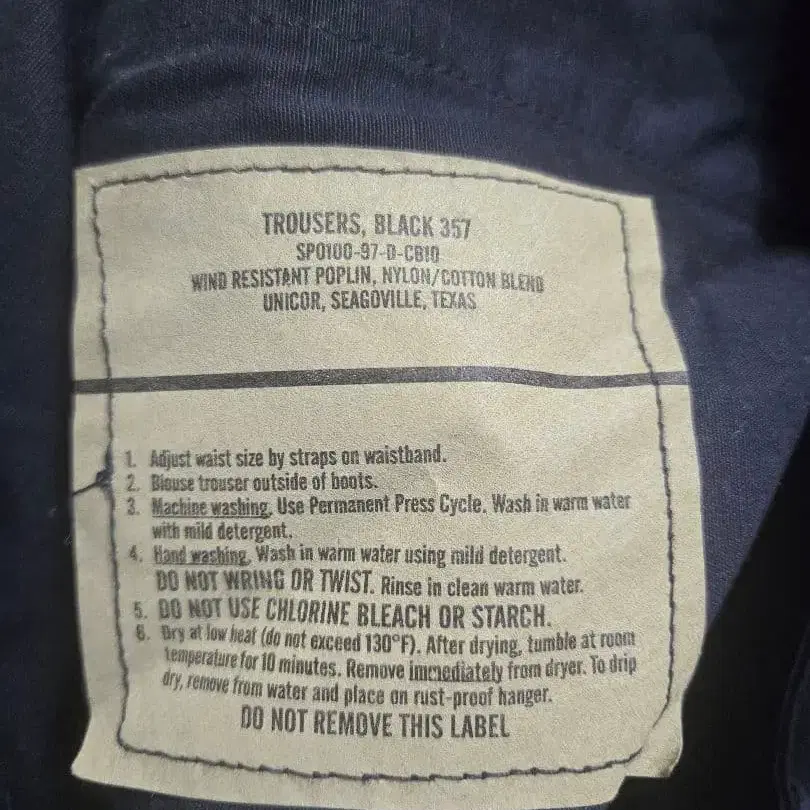 TROUSERS, BLACK 357
SPO100-97-D-CB10
WIND RESISTANT POPLIN, NYLON/COTTON BLEND
UNICOR, SEAGOVILLE, TEXAS
1. Adjust waist size by straps on waistband.
2. Blouse trouser outside of boots.
3. Machine washing. Use Permanent Press Cycle. Wash in warm water
with mild detergent.
4. Hand washing. Wash in warm water using mild detergent.
DO NOT WRING OR TWIST. Rinse in clean warm water.
5. DO NOT USE CHLORINE BLEACH OR STARCH.
6. Dry at low heat (do not exceed 130°F). After drying, tumble at room
temperature for 10 minutes. Remove immediately from dryer. To drip
dry, remove from water and place on rust-proof hanger.
DO NOT REMOVE THIS LABEL